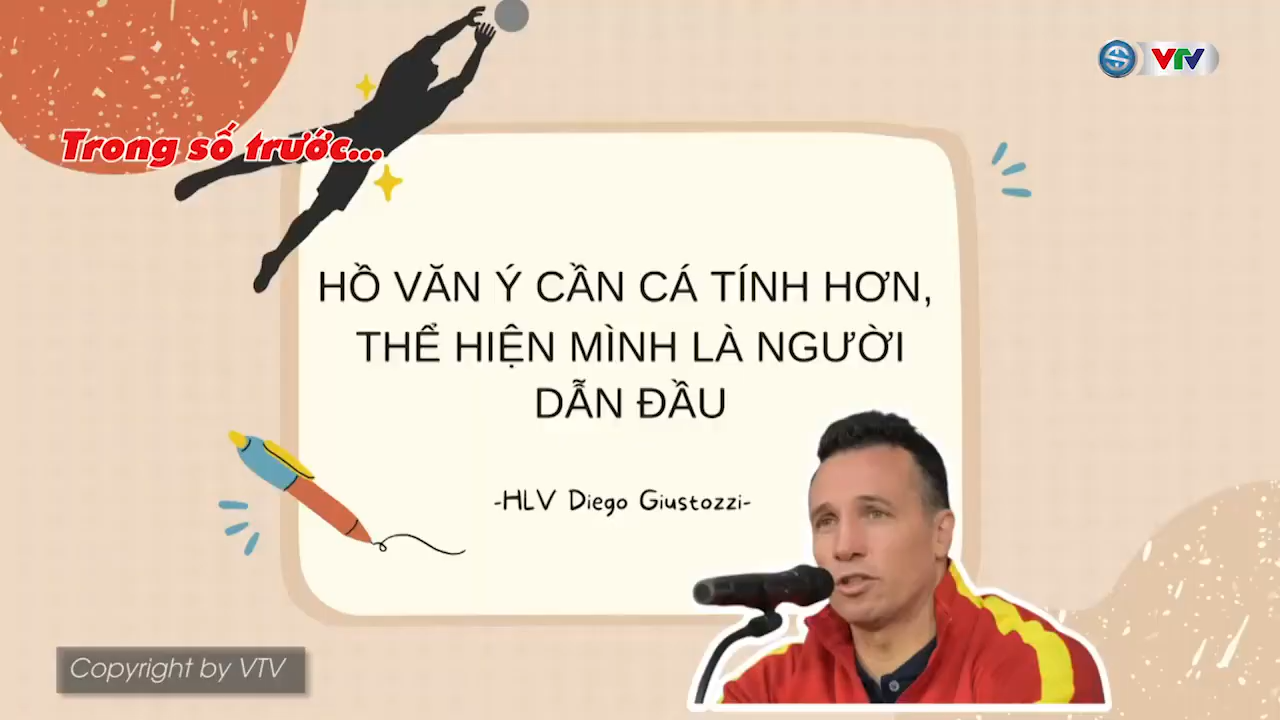 VTV
Trong số trước...
HỒ VĂN Ý CẦN CÁ TÍNH HƠN,
THỂ HIỆN MÌNH LÀ NGƯỜI
DẪN ĐẦU
-HLV Diego Giustozzi-
Copyright by VTV